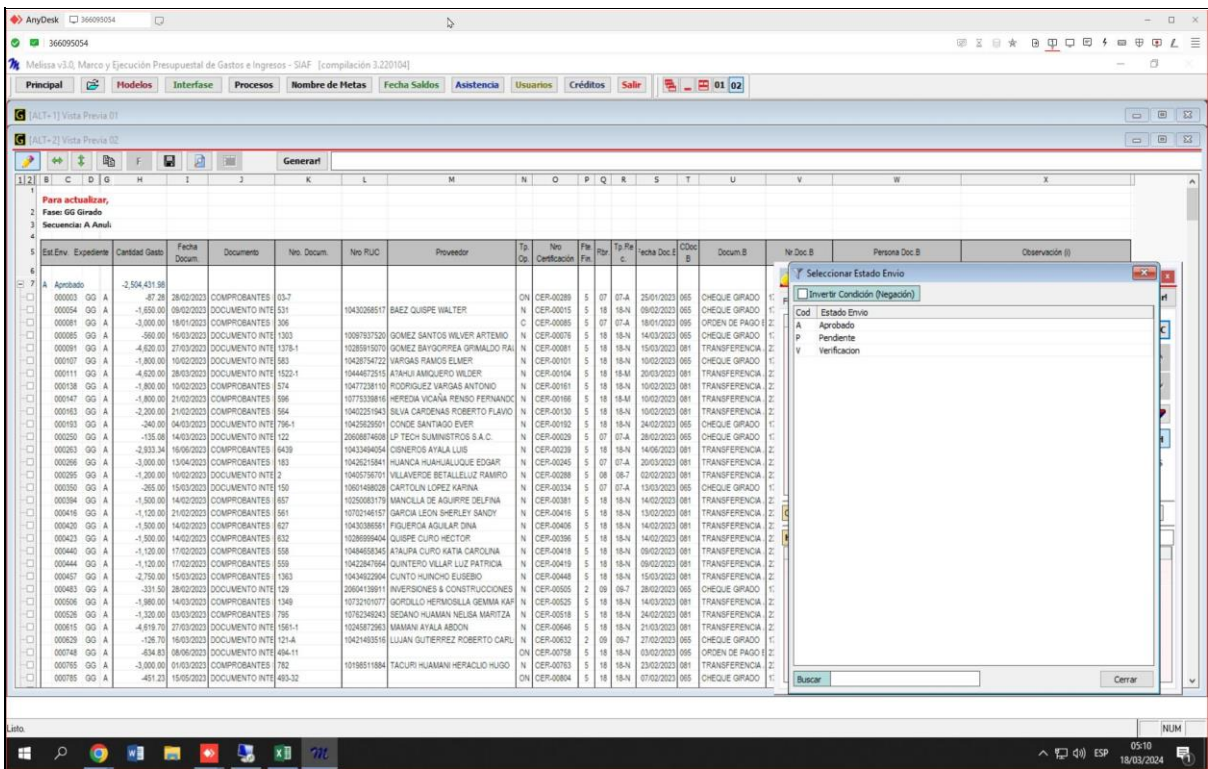 AnyDesk 366095054
366095054
Melissa v3.0, Marco y Ejecución Presupuestal de Gastos e Ingresos - SIAF [compilación 3.220104]
Principal Modelos Interfase Procesos Nombre de Metas Fecha Saldos Asistencia Usuarios Créditos Salir 01 02
[ALT+1] Vista Previa 01
[ALT+2] Vista Previa 02
F Generar!
1 2 B C D G H I J K L M N O P Q R S T U V W X
1 Para actualizar,
2 Fase: GG Girado
3 Secuencia: A Anul
4
5 Est.Env. Expediente Cantidad Gasto Fecha Docum. Documento Nro. Docum. Nro RUC Proveedor Tp. Op. Nro Certificación Fte. Fin. Rbr. Tp.Re c. Fecha Doc.B CDoc B Docum.B Nr.Doc.B Persona Doc.B Observación (i)
6
7 A Aprobado -2,504,431.98
000003 GG A -87.38 28/02/2023 COMPROBANTES 03-7 ON CER-00289 5 07 07-A 25/01/2023 065 CHEQUE GIRADO
000054 GG A -1,650.00 09/02/2023 DOCUMENTO INTE 531 10430268517 BAEZ QUISPE WALTER N CER-00015 5 18 18-N 09/02/2023 065 CHEQUE GIRADO
000081 GG A -3,000.00 18/01/2023 COMPROBANTES 306 C CER-00085 5 07 07-A 18/01/2023 095 ORDEN DE PAGO E
000085 GG A -560.00 16/03/2023 DOCUMENTO INTE 1303 10097937520 GOMEZ SANTOS WILVER ARTEMIO N CER-00076 5 18 18-N 14/03/2023 065 CHEQUE GIRADO
000091 GG A -4,620.03 27/03/2023 DOCUMENTO INTE 1378-1 10285915070 GOMEZ BAYGORREA GRIMALDO RAI N CER-00081 5 18 18-N 15/03/2023 081 TRANSFERENCIA
000107 GG A -1,800.00 10/02/2023 DOCUMENTO INTE 583 10428754722 VARGAS RAMOS ELMER N CER-00101 5 18 18-N 10/02/2023 065 CHEQUE GIRADO
000111 GG A -4,620.00 28/03/2023 DOCUMENTO INTE 1522-1 10444672515 A?AHUI AMIQUERO WILDER N CER-00104 5 18 18-M 20/03/2023 081 TRANSFERENCIA
000138 GG A -1,800.00 10/02/2023 COMPROBANTES 574 10477238110 RODRIGUEZ VARGAS ANTONIO N CER-00161 5 18 18-N 10/02/2023 081 TRANSFERENCIA
000147 GG A -1,800.00 21/02/2023 COMPROBANTES 596 10775339816 HEREDIA VICAÑA RENSO FERNANDO N CER-00166 5 18 18-M 10/02/2023 081 TRANSFERENCIA
000163 GG A -2,200.00 21/02/2023 COMPROBANTES 564 10402251943 SILVA CARDENAS ROBERTO FLAVIO N CER-00130 5 18 18-N 10/02/2023 081 TRANSFERENCIA
000193 GG A -240.00 04/03/2023 DOCUMENTO INTE 796-1 10425629501 CONDE SANTIAGO EVER N CER-00192 5 18 18-N 24/02/2023 065 CHEQUE GIRADO
000250 GG A -135.08 14/03/2023 DOCUMENTO INTE 122 20608874608 LP TECH SUMINISTROS S.A.C. N CER-00029 5 07 07-A 28/02/2023 065 CHEQUE GIRADO
000263 GG A -2,933.34 16/06/2023 DOCUMENTO INTE 6439 10433494054 CISNEROS AYALA LUIS N CER-00239 5 18 18-N 14/06/2023 081 TRANSFERENCIA
000266 GG A -3,000.00 13/04/2023 COMPROBANTES 183 10426215841 HUANCA HUAHUALUQUE EDGAR N CER-00245 5 07 07-A 20/03/2023 081 TRANSFERENCIA
000295 GG A -1,200.00 10/02/2023 DOCUMENTO INTE 2 10405756701 VILLAVERDE BETALLELUZ RAMIRO N CER-00288 5 08 08-7 02/02/2023 081 TRANSFERENCIA
000350 GG A -265.00 15/03/2023 DOCUMENTO INTE 150 10601498028 CARTOLIN LOPEZ KARINA N CER-00334 5 07 07-A 13/03/2023 065 CHEQUE GIRADO
000394 GG A -1,500.00 14/02/2023 COMPROBANTES 657 10250083179 MANCILLA DE AGUIRRE DELFINA N CER-00381 5 18 18-N 14/02/2023 081 TRANSFERENCIA
000416 GG A -1,120.00 21/02/2023 COMPROBANTES 561 10702146157 GARCIA LEON SHERLEY SANDY N CER-00416 5 18 18-N 13/02/2023 081 TRANSFERENCIA
000420 GG A -1,500.00 14/02/2023 COMPROBANTES 627 10430386561 FIGUEROA AGUILAR DINA N CER-00406 5 18 18-N 14/02/2023 081 TRANSFERENCIA
000423 GG A -1,500.00 14/02/2023 COMPROBANTES 632 10286999404 QUISPE CURO HECTOR N CER-00396 5 18 18-N 14/02/2023 081 TRANSFERENCIA
000440 GG A -1,120.00 17/02/2023 COMPROBANTES 558 10484658345 A?AUPA CURO KATIA CAROLINA N CER-00418 5 18 18-N 09/02/2023 081 TRANSFERENCIA
000444 GG A -1,120.00 17/02/2023 COMPROBANTES 559 10422847664 QUINTERO VILLAR LUZ PATRICIA N CER-00419 5 18 18-N 09/02/2023 081 TRANSFERENCIA
000457 GG A -2,750.00 15/03/2023 COMPROBANTES 1363 10434922904 CUNTO HUINCHO EUSEBIO N CER-00448 5 18 18-N 15/03/2023 081 TRANSFERENCIA
000483 GG A -331.50 28/02/2023 DOCUMENTO INTE 129 20604139911 INVERSIONES & CONSTRUCCIONES N CER-00505 2 09 09-7 26/01/2023 065 CHEQUE GIRADO
000506 GG A -1,980.00 14/03/2023 COMPROBANTES 1349 10732101077 GORDILLO HERMOSILLA GEMMA KAF N CER-00525 5 18 18-N 14/03/2023 081 TRANSFERENCIA
000526 GG A -1,320.00 03/03/2023 COMPROBANTES 765 10762349243 SEDANO HUAMAN NELISA MARITZA N CER-00518 5 18 18-N 24/02/2023 081 TRANSFERENCIA
000615 GG A -4,619.70 27/03/2023 DOCUMENTO INTE 1561-1 10245872963 MAMANI AYALA ABDON N CER-00646 5 18 18-N 21/03/2023 081 TRANSFERENCIA
000629 GG A -126.70 16/03/2023 DOCUMENTO INTE 121-A 10421493516 LUJAN GUTIERREZ ROBERTO CARL N CER-00632 2 09 09-7 27/02/2023 065 CHEQUE GIRADO
000748 GG A -634.83 08/06/2023 DOCUMENTO INTE 494-11 ON CER-00758 5 18 18-N 03/02/2023 095 ORDEN DE PAGO E
000765 GG A -3,000.00 01/03/2023 COMPROBANTES 782 10198511884 TACURI HUAMANI HERACLIO HUGO N CER-00763 5 18 18-N 23/02/2023 081 TRANSFERENCIA
000785 GG A -451.23 15/05/2023 DOCUMENTO INTE 493-32 ON CER-00804 5 18 18-N 07/02/2023 065 CHEQUE GIRADO
Seleccionar Estado Envio
Invertir Condición (Negación)
Cod Estado Envio
A Aprobado
P Pendiente
V Verificacion
Buscar Cerrar
Listo. NUM
ESP 05:10
18/03/2024